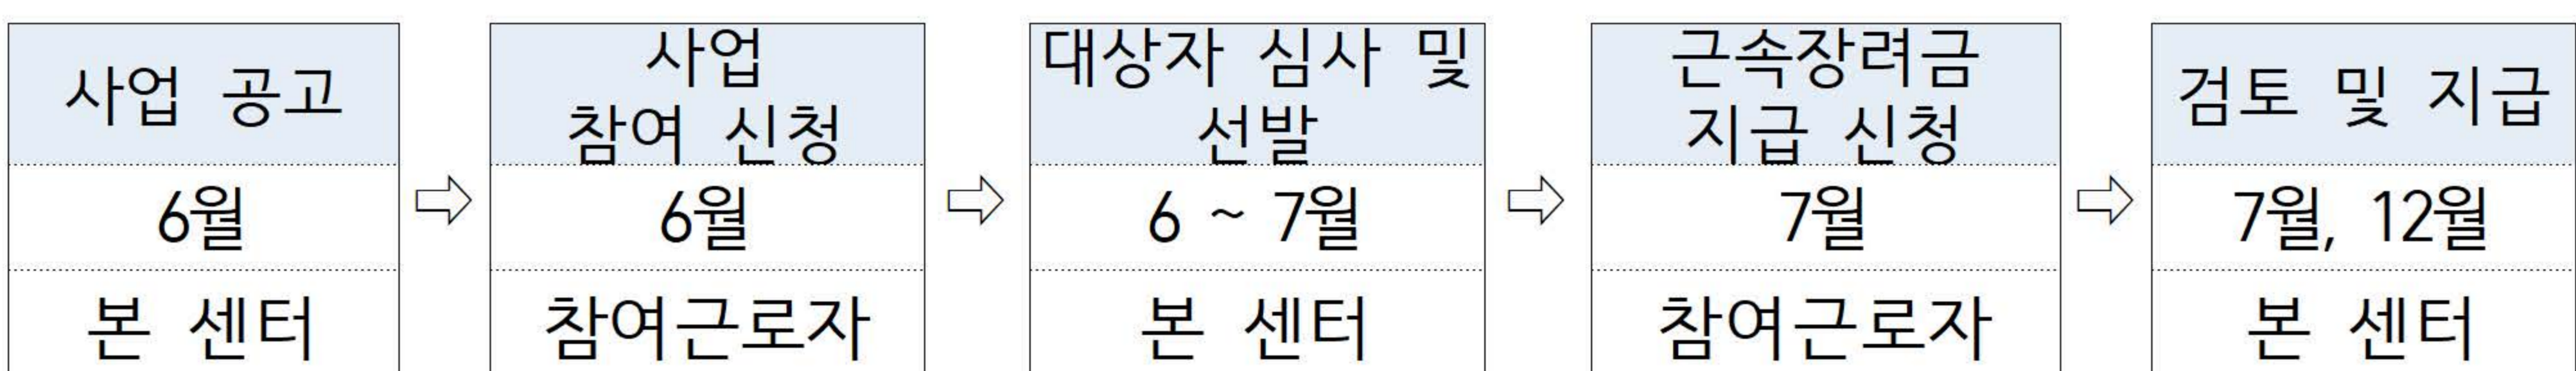 사업 공고
6월
본 센터
사업
참여 신청
6월
참여근로자
대상자 심사 및
선발
6 ~ 7월
본 센터
근속장려금
지급 신청
7월
참여근로자
검토 및 지급
7월, 12월
본 센터